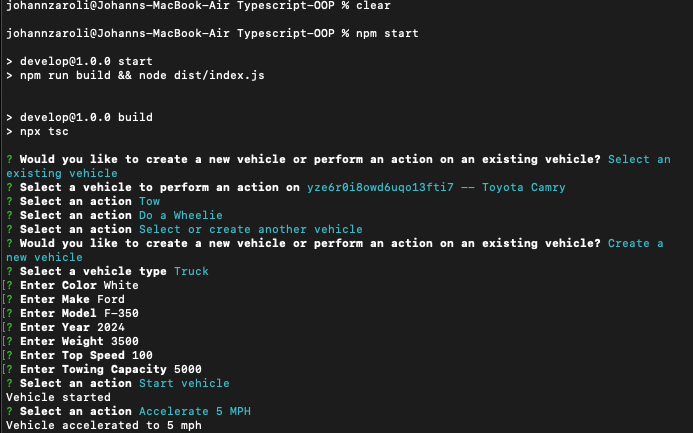 johannzaroli@Johanns-MacBook-Air Typescript-OOP % clear
johannzaroli@Johanns-MacBook-Air Typescript-OOP % npm start
> develop@1.0.0 start
> npm run build && node dist/index.js
> develop@1.0.0 build
> npx tsc
? Would you like to create a new vehicle or perform an action on an existing vehicle? Select an
existing vehicle
? Select a vehicle to perform an action on yze6r0i8owd6uqo13fti7 -- Toyota Camry
? Select an action Tow
? Select an action Do a Wheelie
? Select an action Select or create another vehicle
? Would you like to create a new vehicle or perform an action on an existing vehicle? Create a
new vehicle
? Select a vehicle type Truck
[? Enter Color White
[? Enter Make Ford
[? Enter Model F-350
[? Enter Year 2024
[? Enter Weight 3500
[? Enter Top Speed 100
[? Enter Towing Capacity 5000
? Select an action Start vehicle
Vehicle started
? Select an action Accelerate 5 MPH
Vehicle accelerated to 5 mph